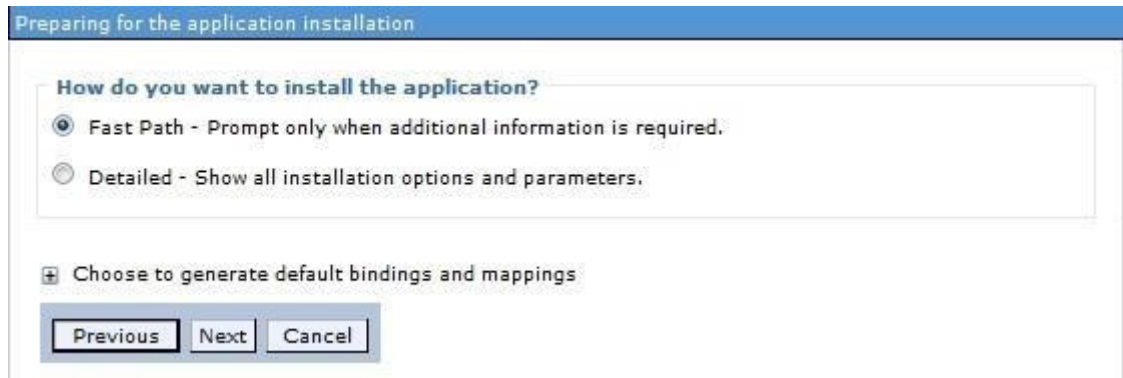 Preparing for the application installation
How do you want to install the application?
Fast Path - Prompt only when additional information is required.
Detailed - Show all installation options and parameters.
Choose to generate default bindings and mappings
Previous Next Cancel